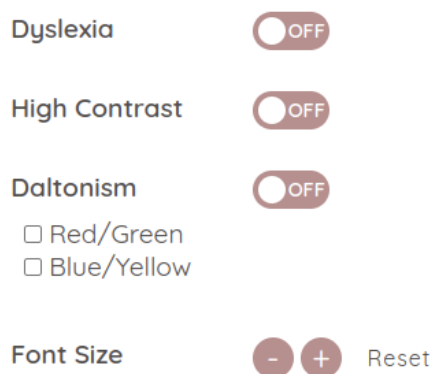 Dyslexia OFF
High Contrast OFF
Daltonism OFF
Red/Green
Blue/Yellow
Font Size - + Reset